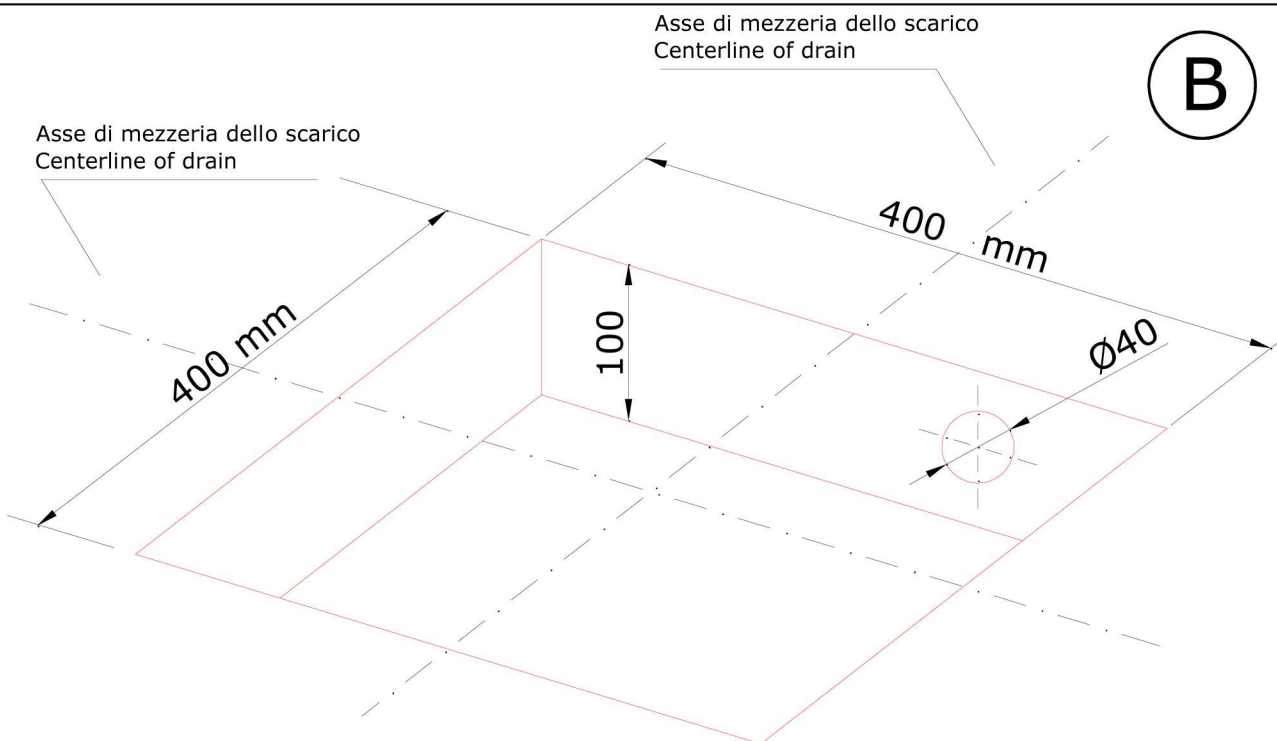 Asse di mezzeria dello scarico
Centerline of drain
B
Asse di mezzeria dello scarico
Centerline of drain
400 mm
400 mm
100
Ø40